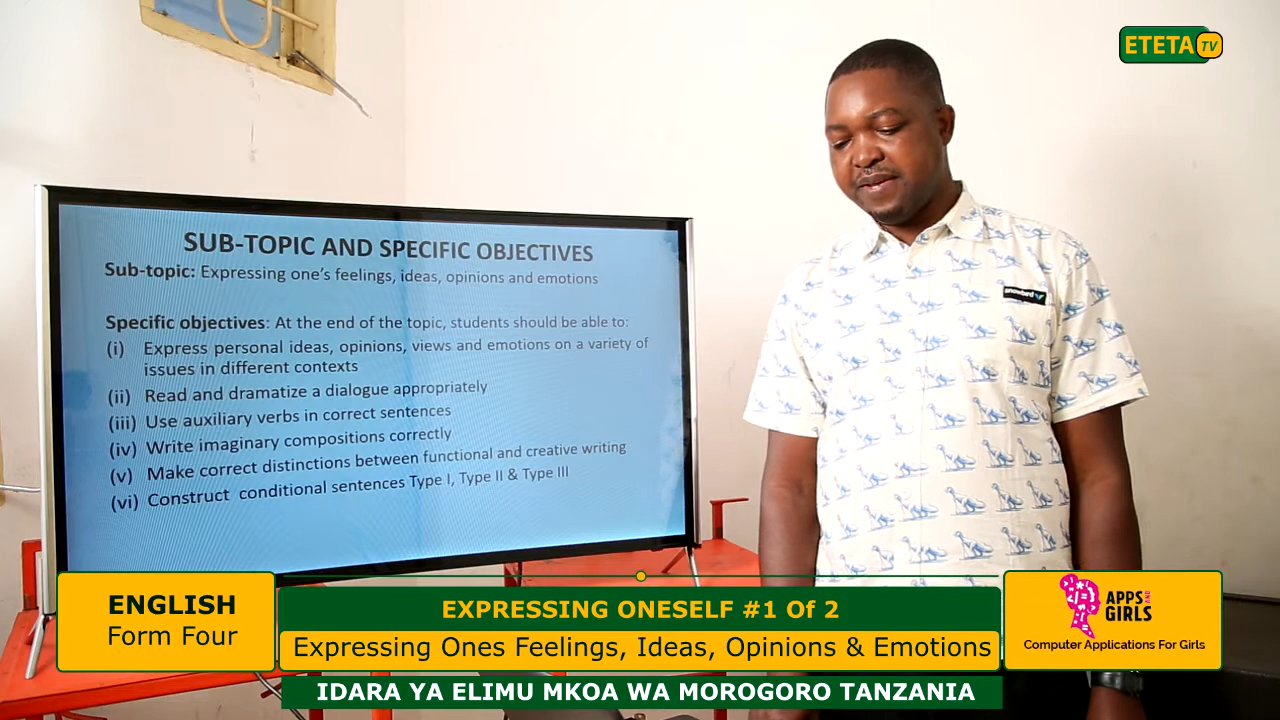 ETETA TV
SUB-TOPIC AND SPECIFIC OBJECTIVES
Sub-topic: Expressing one's feelings, ideas, opinions and emotions
Specific objectives: At the end of the topic, students should be able to:
(i) Express personal ideas, opinions, views and emotions on a variety of
issues in different contexts
(ii) Read and dramatize a dialogue appropriately
(iii) Use auxiliary verbs in correct sentences
(iv) Write imaginary compositions correctly
(v) Make correct distinctions between functional and creative writing
(vi) Construct conditional sentences Type I, Type II & Type III
snowbird
ENGLISH
Form Four
EXPRESSING ONESELF #1 Of 2
Expressing Ones Feelings, Ideas, Opinions & Emotions
APPS AND
GIRLS
Computer Applications For Girls
IDARA YA ELIMU MKOA WA MOROGORO TANZANIA